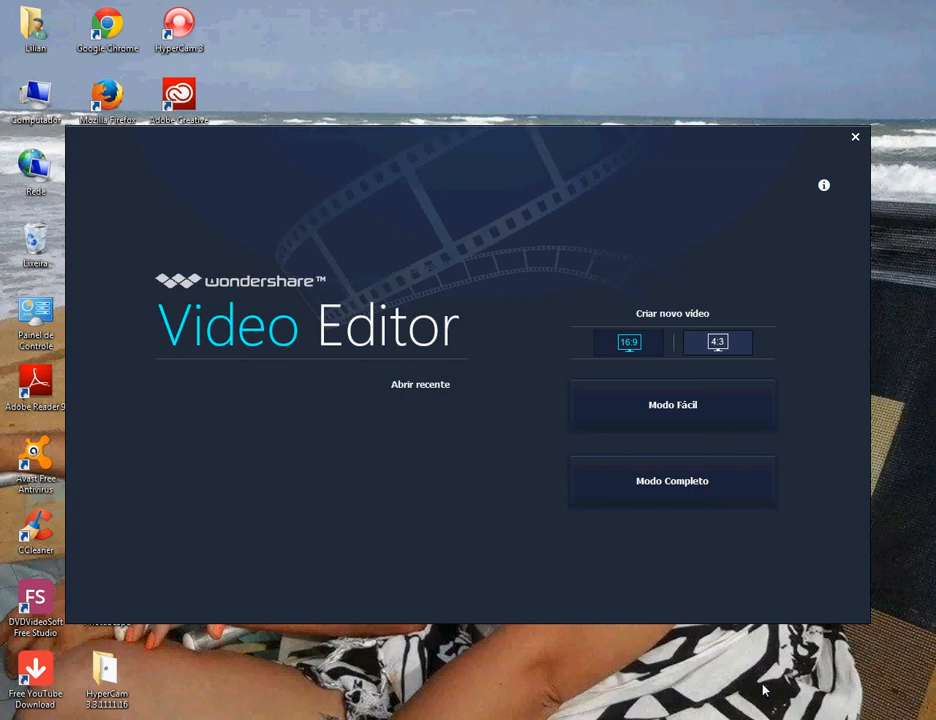 Lilian
Google Chrome
HyperCam 3
Computador
Mozilla Firefox
Adobe Creative
Rede
Lixeira
Painel de
Controle
Adobe Reader 9
Avast Free
Antivirus
CCleaner
FS
DVDVideoSoft
Free Studio
Free YouTube
Download
HyperCam
3.3.1111.16
wondershare™
Video Editor
Abrir recente
Criar novo vídeo
16:9
4:3
Modo Fácil
Modo Completo